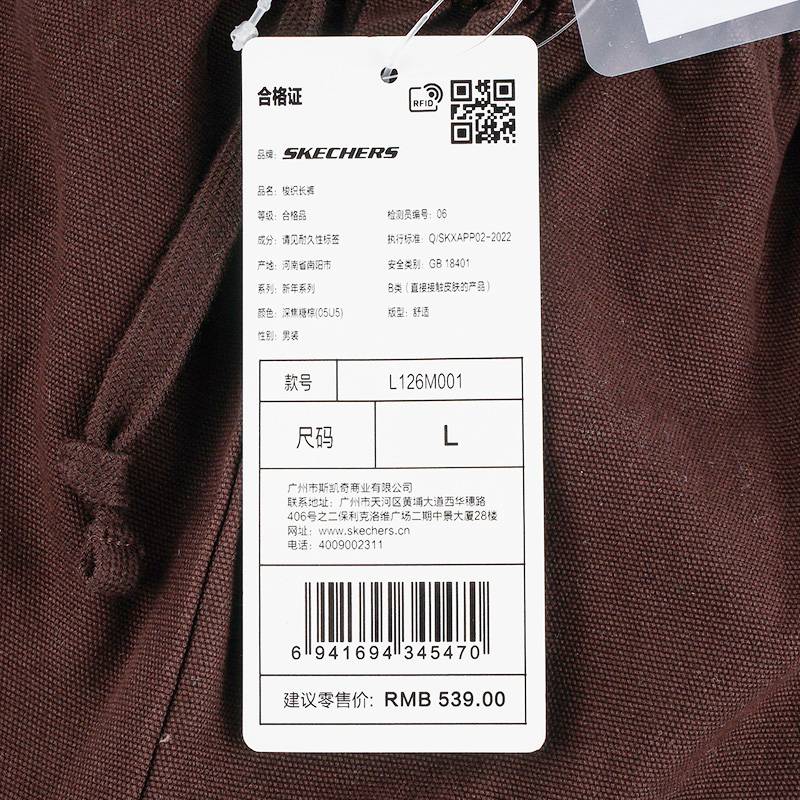 合格证
RFID
品牌: SKECHERS
品名: 梭织长裤
等级: 合格品 检测员编号: 06
成分: 请见耐久性标签 执行标准: Q/SKXAPP02-2022
产地: 河南省南阳市 安全类别: GB 18401
系列: 新年系列 B类(直接接触皮肤的产品)
颜色: 深焦糖棕(05U5) 版型: 舒适
性别: 男装
款号 L126M001
尺码 L
广州市斯凯奇商业有限公司
联系地址: 广州市天河区黄埔大道西华穗路
406号之二保利克洛维广场二期中景大厦28楼
网址: www.skechers.cn
电话: 4009002311
6 941694 345470
建议零售价: RMB 539.00